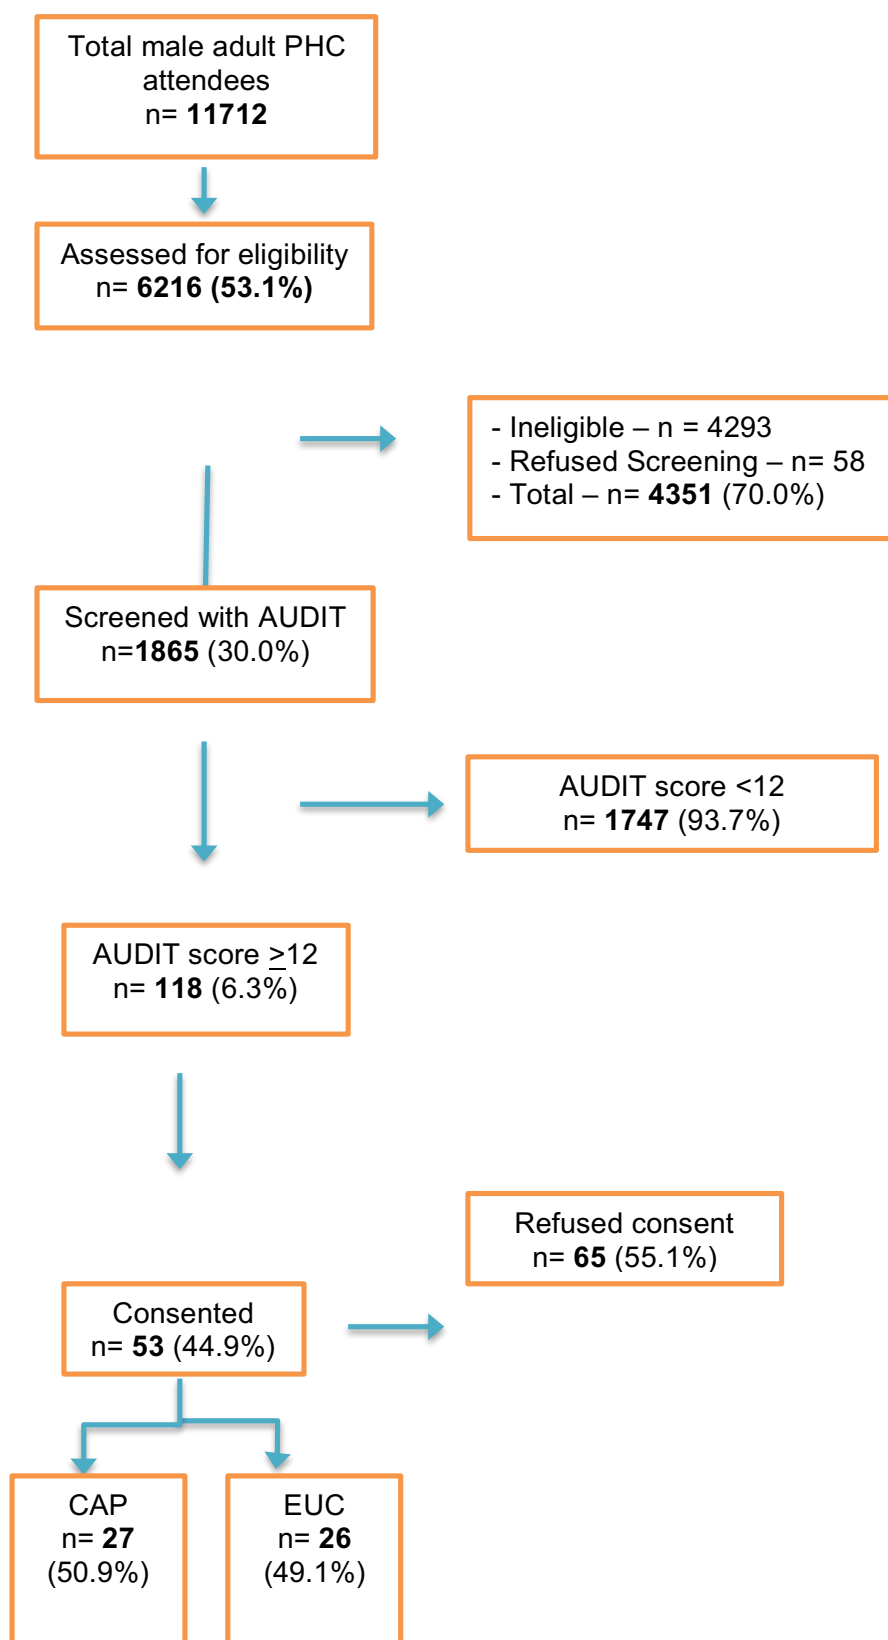 Total male adult PHC
attendees
n= 11712
Assessed for eligibility
n= 6216 (53.1%)
- Ineligible – n = 4293
- Refused Screening – n= 58
- Total – n= 4351 (70.0%)
Screened with AUDIT
n=1865 (30.0%)
AUDIT score <12
n= 1747 (93.7%)
AUDIT score >12
n= 118 (6.3%)
Refused consent
n= 65 (55.1%)
Consented
n= 53 (44.9%)
CAP
n= 27
(50.9%)
EUC
n= 26
(49.1%)